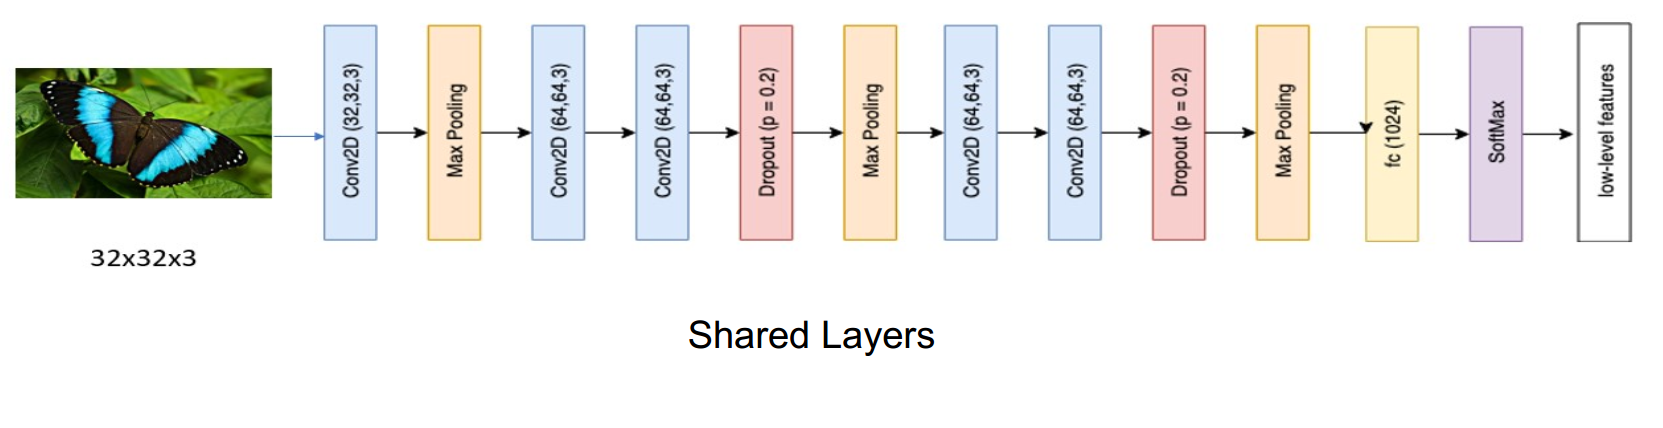 32x32x3
Conv2D (32,32,3)
Max Pooling
Conv2D (64,64,3)
Conv2D (64,64,3)
Dropout (p = 0.2)
Max Pooling
Conv2D (64,64,3)
Conv2D (64,64,3)
Dropout (p = 0.2)
Max Pooling
fc (1024)
SoftMax
low-level features
Shared Layers